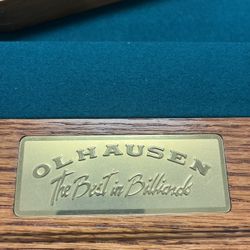 OLHAUSEN
The Best in Billiards